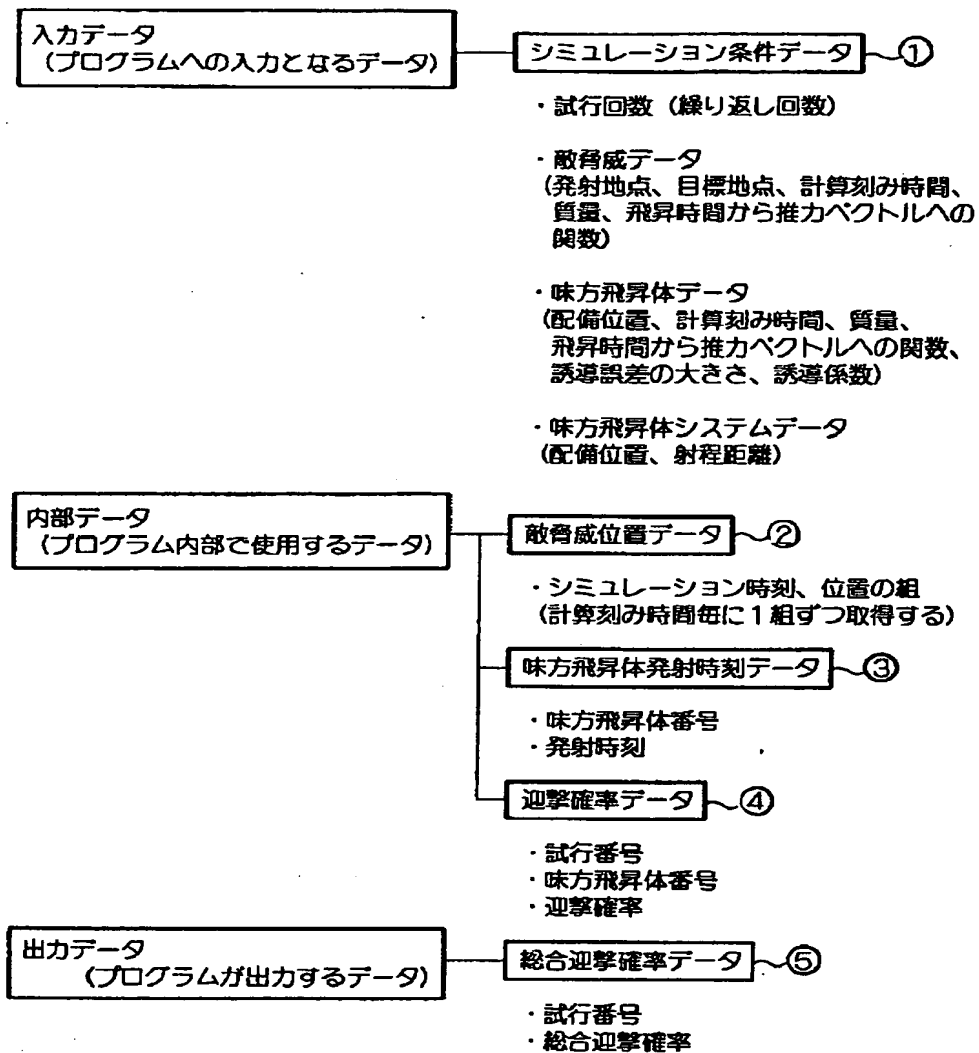 入力データ
（プログラムへの入力となるデータ）
シミュレーション条件データ ①
・試行回数（繰り返し回数）
・敵脅威データ
（発射地点、目標地点、計算刻み時間、
質量、飛昇時間から推力ベクトルへの
関数）
・味方飛昇体データ
（配備位置、計算刻み時間、質量、
飛昇時間から推力ベクトルへの関数、
誘導誤差の大きさ、誘導係数）
・味方飛昇体システムデータ
（配備位置、射程距離）
内部データ
（プログラム内部で使用するデータ）
敵脅威位置データ ②
・シミュレーション時刻、位置の組
（計算刻み時間毎に１組ずつ取得する）
味方飛昇体発射時刻データ ③
・味方飛昇体番号
・発射時刻
迎撃確率データ ④
・試行番号
・味方飛昇体番号
・迎撃確率
出力データ
（プログラムが出力するデータ）
総合迎撃確率データ ⑤
・試行番号
・総合迎撃確率